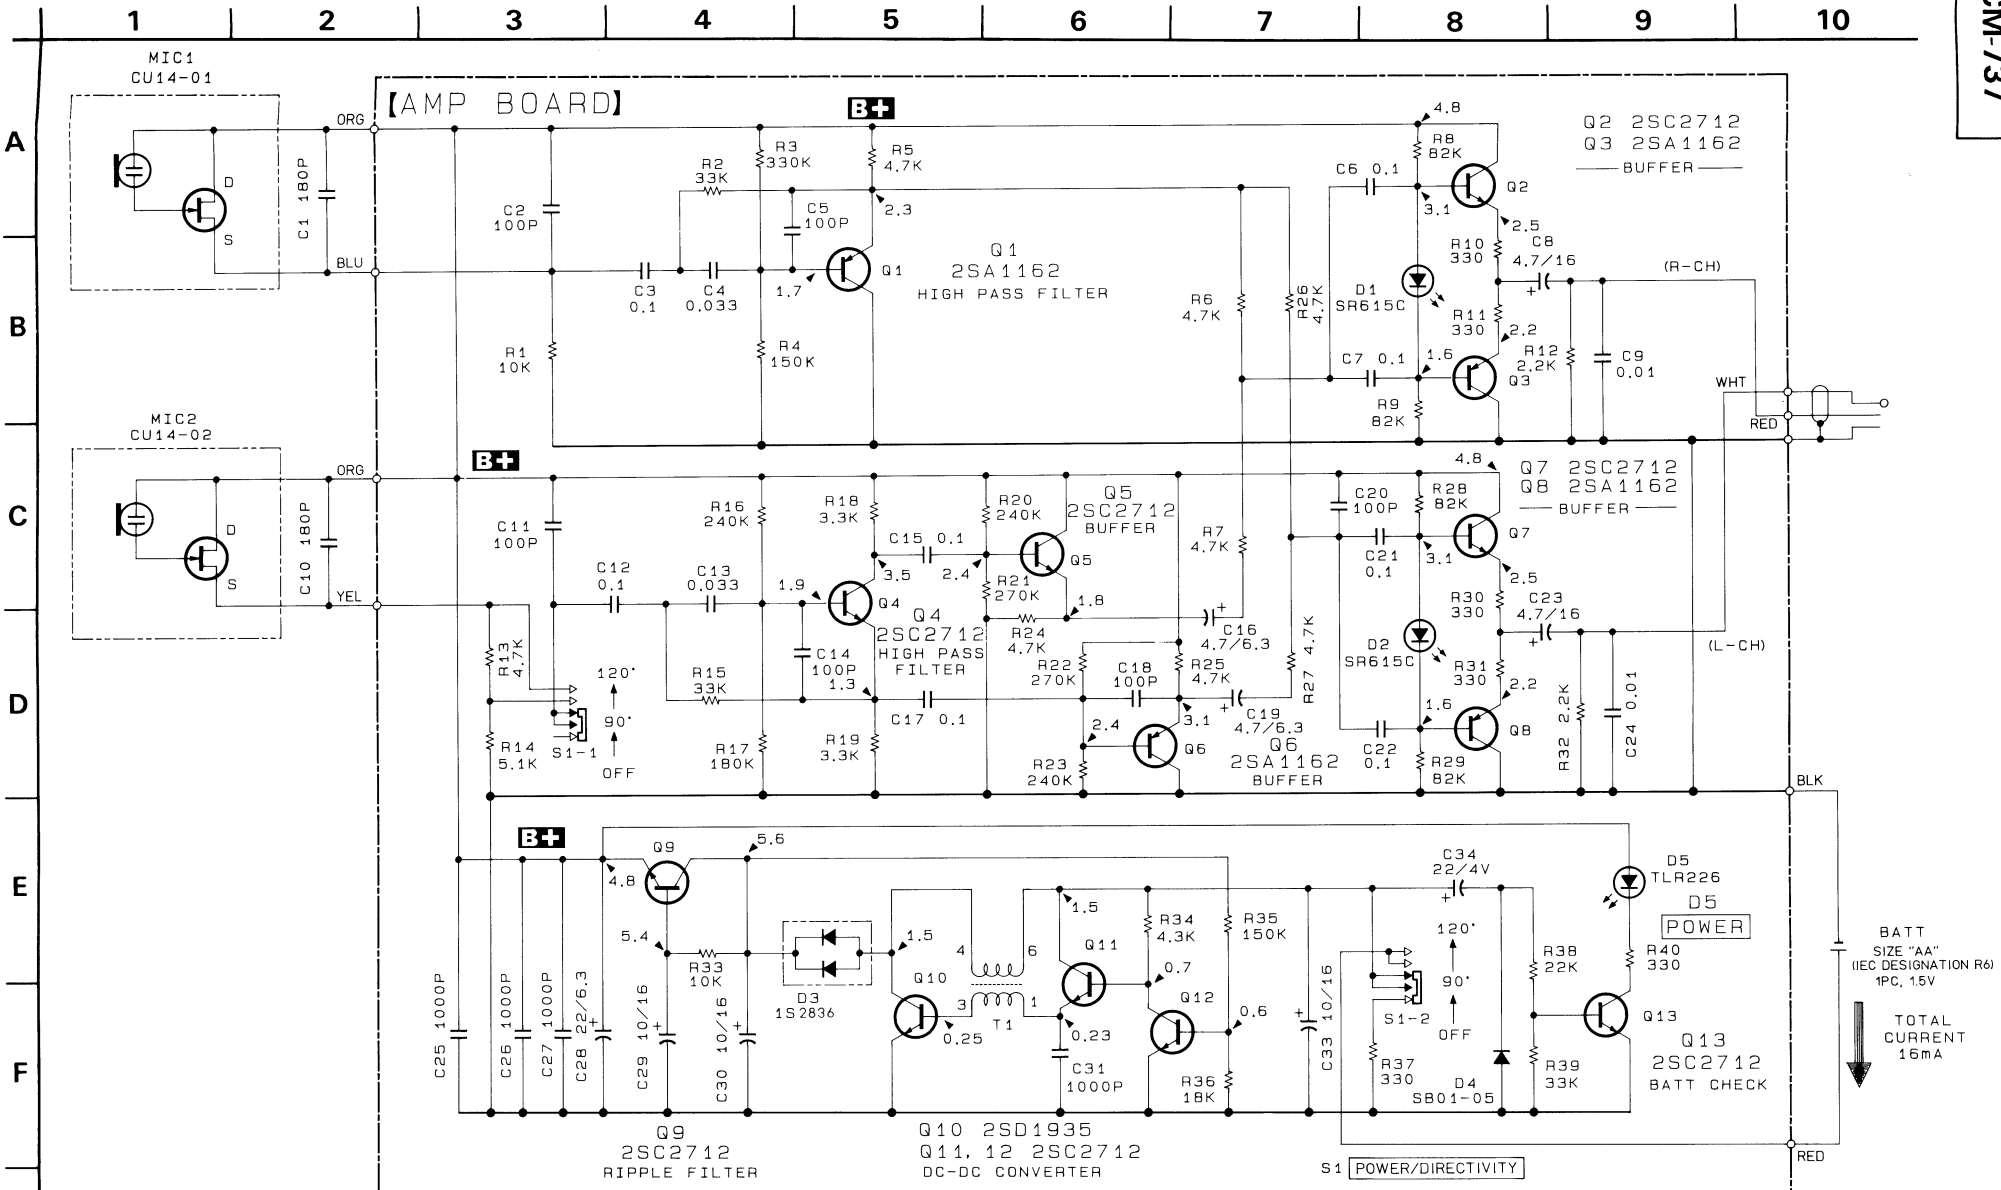 1 2 3 4 5 6 7 8 9 10
CM-737
A
B
C
D
E
F
MIC1
CU14-01
D
S
C1 180P
ORG
BLU
【AMP BOARD】
B+
C2
100P
R1
10K
C3
0.1
C4
0.033
R2
33K
R3
330K
R4
150K
C5
100P
R5
4.7K
2.3
1.7
Q1
Q1
2SA1162
HIGH PASS FILTER
R6
4.7K
R26
4.7K
4.8
R8
82K
C6 0.1
3.1
Q2
2.5
Q2 2SC2712
Q3 2SA1162
BUFFER
R10
330
C8
4.7/16
+
D1
SR615C
R11
330
2.2
C7 0.1
1.6
Q3
R9
82K
R12
2.2K
C9
0.01
(R-CH)
WHT
RED
MIC2
CU14-02
D
S
C10 180P
ORG
YEL
B+
C11
100P
C12
0.1
C13
0.033
R13
4.7K
R14
5.1K
120°
90°
OFF
S1-1
R15
33K
R16
240K
R17
180K
C14
100P
R18
3.3K
R19
3.3K
3.5
1.9
1.3
Q4
Q4
2SC2712
HIGH PASS
FILTER
C15 0.1
C17 0.1
2.4
R20
240K
R21
270K
Q5
Q5
2SC2712
BUFFER
1.8
R24
4.7K
R22
270K
R23
240K
C18
100P
R25
4.7K
2.4
3.1
Q6
Q6
2SA1162
BUFFER
R7
4.7K
+
C16
4.7/6.3
+
C19
4.7/6.3
R27 4.7K
C20
100P
C21
0.1
C22
0.1
R28
82K
R29
82K
4.8
3.1
Q7
2.5
Q7 2SC2712
Q8 2SA1162
BUFFER
R30
330
C23
4.7/16
+
D2
SR615C
R31
330
2.2
1.6
Q8
R32 2.2K
C24 0.01
(L-CH)
BLK
B+
C25 1000P
C26 1000P
C27 1000P
C28 22/6.3
+
4.8
Q9
5.6
5.4
R33
10K
C29 10/16
+
C30 10/16
+
D3
1S2836
1.5
Q10
0.25
4
6
3
1
T1
1.5
Q11
0.23
C31
1000P
R34
4.3K
0.7
Q12
R35
150K
0.6
R36
18K
C33 10/16
+
120°
90°
OFF
S1-2
R37
330
C34
22/4V
+
D4
SB01-05
R38
22K
R39
33K
D5
TLR226
D5
POWER
R40
330
Q13
Q13
2SC2712
BATT CHECK
Q9
2SC2712
RIPPLE FILTER
Q10 2SD1935
Q11, 12 2SC2712
DC-DC CONVERTER
S1 POWER/DIRECTIVITY
RED
BATT
SIZE "AA"
(IEC DESIGNATION R6)
1PC, 1.5V
TOTAL
CURRENT
16mA